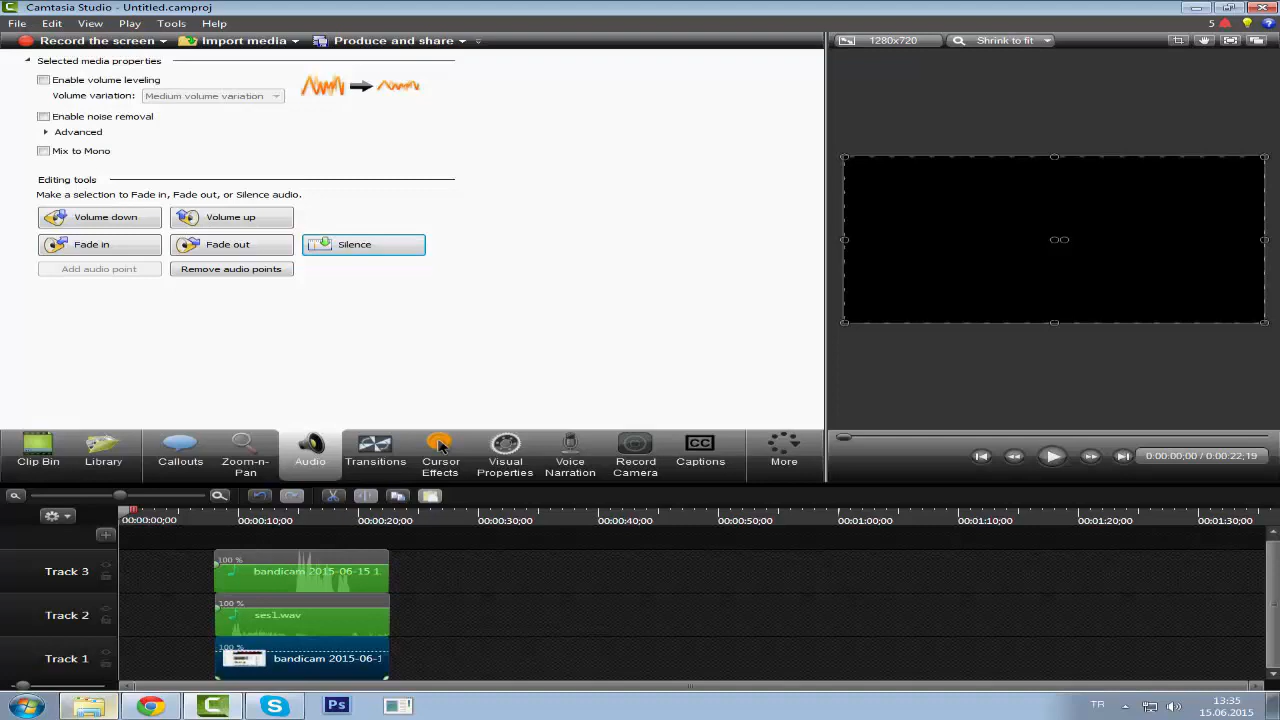 Camtasia Studio - Untitled.camproj
File Edit View Play Tools Help
5
Record the screen Import media Produce and share
1280x720 Shrink to fit
Selected media properties
Enable volume leveling
Volume variation: Medium volume variation
Enable noise removal
Advanced
Mix to Mono
Editing tools
Make a selection to Fade in, Fade out, or Silence audio.
Volume down Volume up
Fade in Fade out Silence
Add audio point Remove audio points
Clip Bin Library Callouts Zoom-n-Pan Audio Transitions Cursor Effects Visual Properties Voice Narration Record Camera CC Captions More
0:00:00;00 / 0:00:22;19
00:00:00;00 00:00:10;00 00:00:20;00 00:00:30;00 00:00:40;00 00:00:50;00 00:01:00;00 00:01:10;00 00:01:20;00 00:01:30;00
100 %
Track 3 bandicam 2015-06-15 1
100 %
Track 2 ses1.wav
100 %
Track 1 bandicam 2015-06-1
Ps TR 13:35
15.06.2015